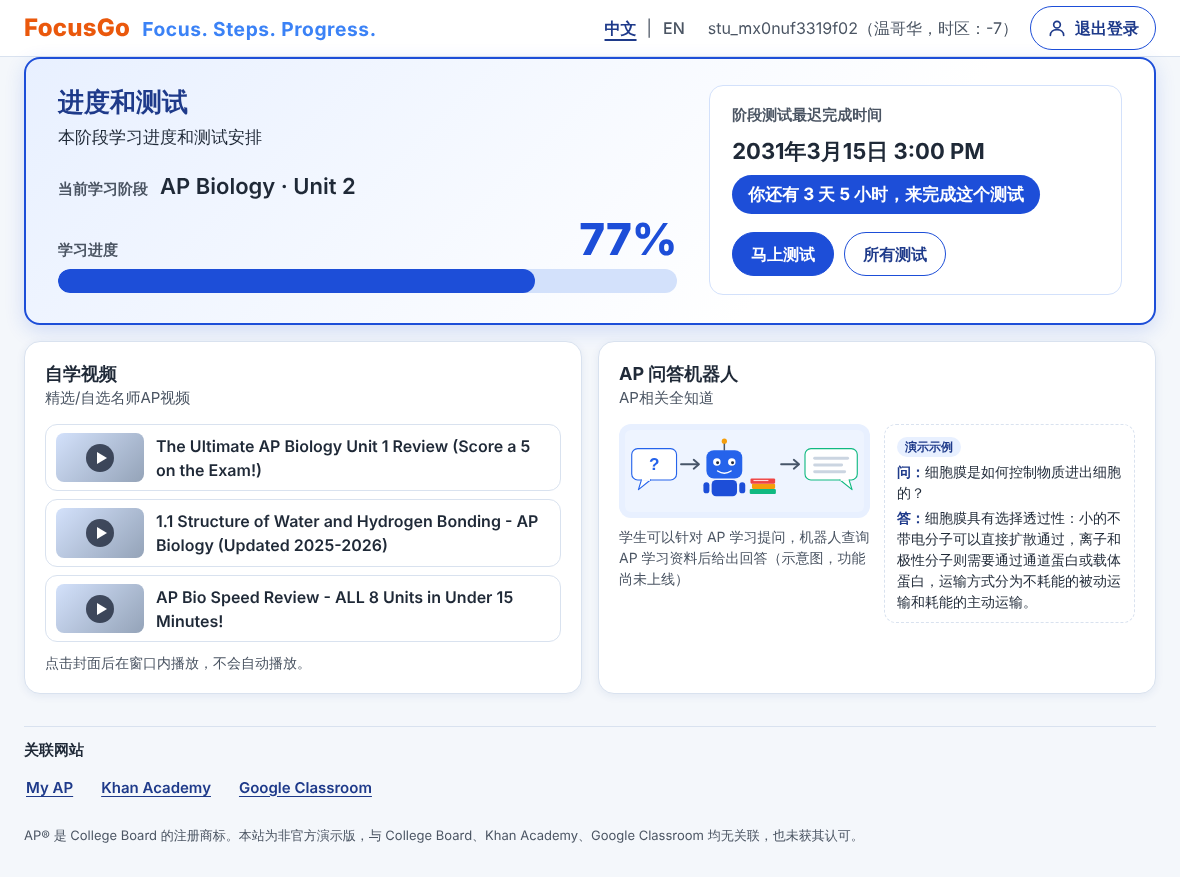 FocusGo Focus. Steps. Progress.
中文 | EN stu_mx0nuf3319f02（温哥华，时区：-7） 退出登录
进度和测试
本阶段学习进度和测试安排
当前学习阶段 AP Biology · Unit 2
学习进度 77%
阶段测试最迟完成时间
2031年3月15日 3:00 PM
你还有 3 天 5 小时，来完成这个测试
马上测试 所有测试
自学视频
精选/自选名师AP视频
The Ultimate AP Biology Unit 1 Review (Score a 5
on the Exam!)
1.1 Structure of Water and Hydrogen Bonding - AP
Biology (Updated 2025-2026)
AP Bio Speed Review - ALL 8 Units in Under 15
Minutes!
点击封面后在窗口内播放，不会自动播放。
AP 问答机器人
AP相关全知道
?
学生可以针对 AP 学习提问，机器人查询
AP 学习资料后给出回答（示意图，功能
尚未上线）
演示示例
问：细胞膜是如何控制物质进出细胞
的？
答：细胞膜具有选择透过性：小的不
带电分子可以直接扩散通过，离子和
极性分子则需要通过通道蛋白或载体
蛋白，运输方式分为不耗能的被动运
输和耗能的主动运输。
关联网站
My AP Khan Academy Google Classroom
AP® 是 College Board 的注册商标。本站为非官方演示版，与 College Board、Khan Academy、Google Classroom 均无关联，也未获其认可。